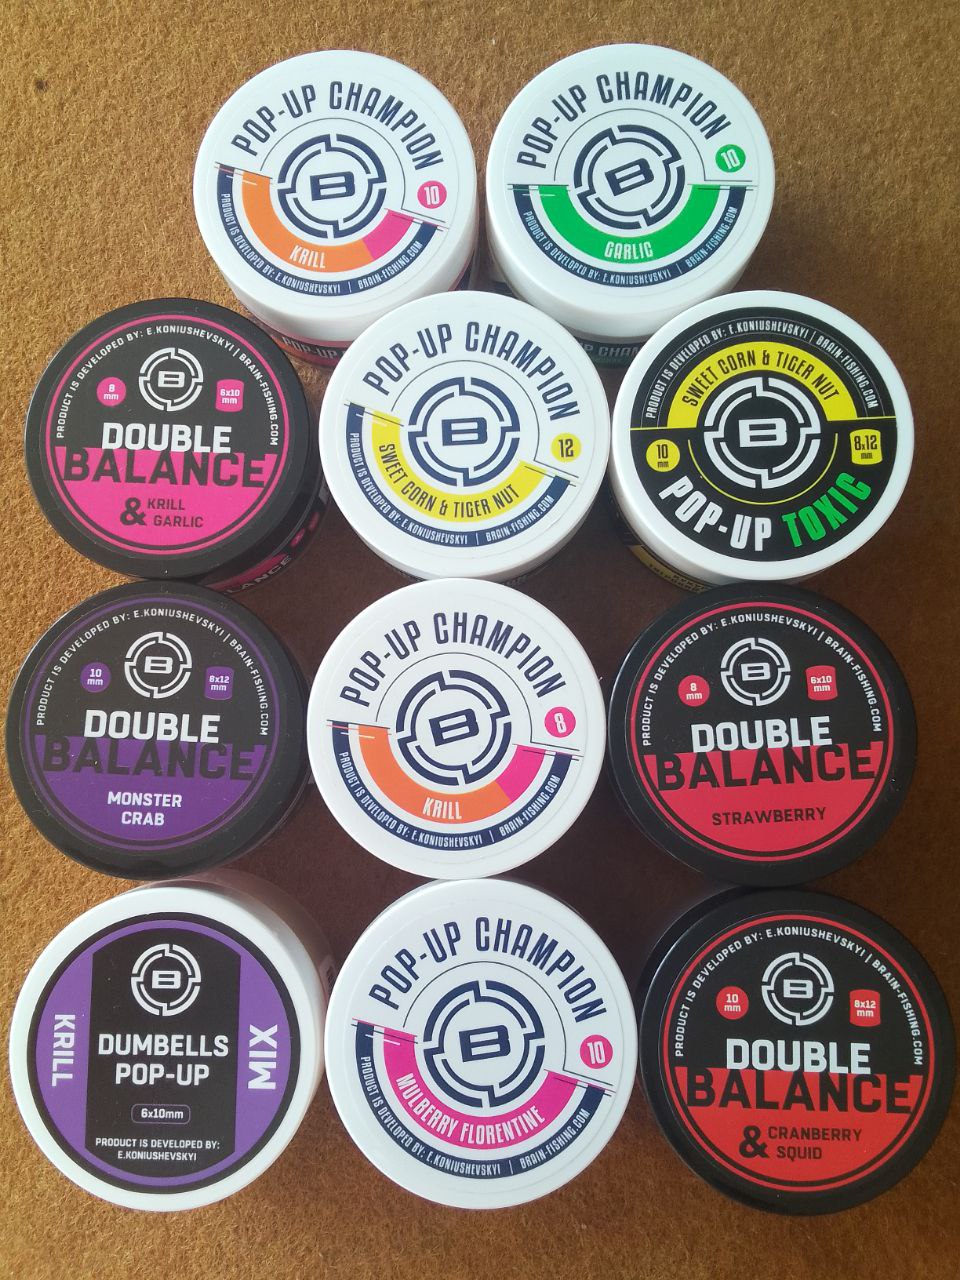 POP-UP CHAMPION
10
KRILL
PRODUCT IS DEVELOPED BY: E.KONIUSHEVSKYI | BRAIN-FISHING.COM
POP-UP CHAMPION
10
GARLIC
PRODUCT IS DEVELOPED BY: E.KONIUSHEVSKYI | BRAIN-FISHING.COM
PRODUCT IS DEVELOPED BY: E.KONIUSHEVSKYI | BRAIN-FISHING.COM
B
8 mm
6x10 mm
DOUBLE
BALANCE
& KRILL
GARLIC
POP-UP CHAMPION
B
12
SWEET CORN & TIGER NUT
PRODUCT IS DEVELOPED BY: E.KONIUSHEVSKYI | BRAIN-FISHING.COM
PRODUCT IS DEVELOPED BY: E.KONIUSHEVSKYI | BRAIN-FISHING.COM
SWEET CORN & TIGER NUT
B
10 mm
8x12 mm
POP-UP TOXIC
PRODUCT IS DEVELOPED BY: E.KONIUSHEVSKYI | BRAIN-FISHING.COM
B
10 mm
8x12 mm
DOUBLE
BALANCE
MONSTER
CRAB
POP-UP CHAMPION
B
8
KRILL
PRODUCT IS DEVELOPED BY: E.KONIUSHEVSKYI | BRAIN-FISHING.COM
PRODUCT IS DEVELOPED BY: E.KONIUSHEVSKYI | BRAIN-FISHING.COM
B
8 mm
6x10 mm
DOUBLE
BALANCE
STRAWBERRY
B
KRILL
DUMBELLS
POP-UP
MIX
6x10mm
PRODUCT IS DEVELOPED BY:
E.KONIUSHEVSKYI
POP-UP CHAMPION
B
10
MULBERRY FLORENTINE
PRODUCT IS DEVELOPED BY: E.KONIUSHEVSKYI | BRAIN-FISHING.COM
PRODUCT IS DEVELOPED BY: E.KONIUSHEVSKYI | BRAIN-FISHING.COM
B
10 mm
8x12 mm
DOUBLE
BALANCE
& CRANBERRY
SQUID